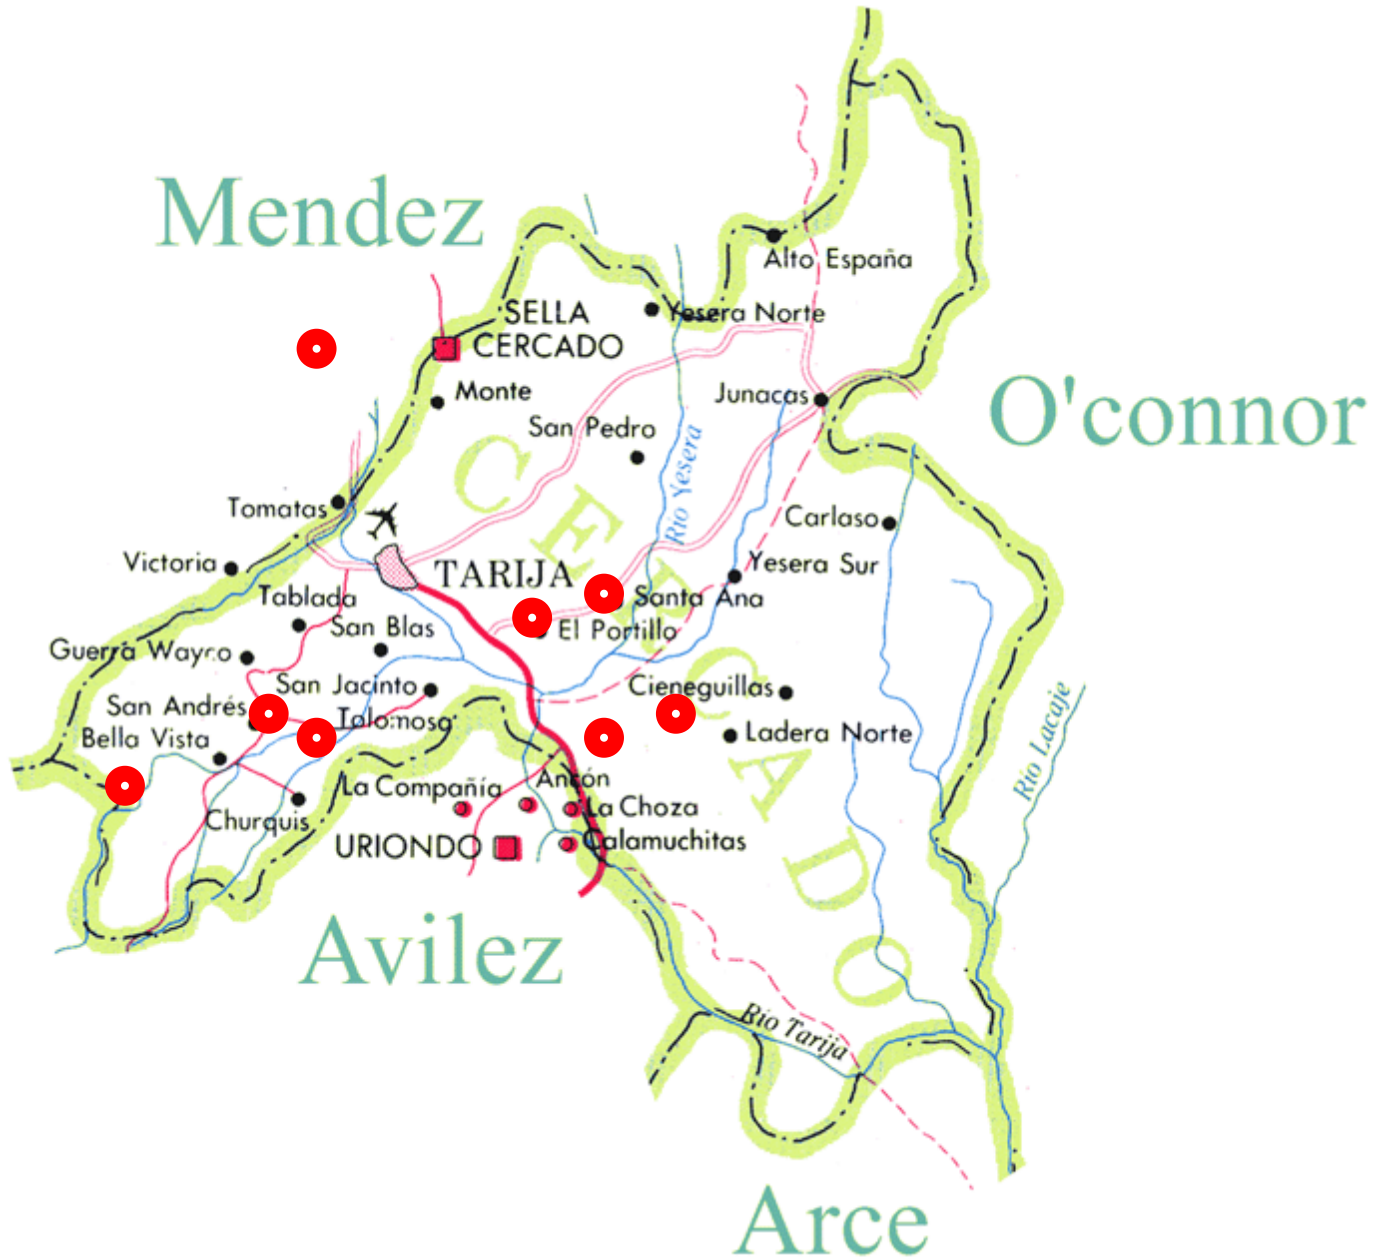 Mendez
Alto España
SELLA
CERCADO
Yesera Norte
Monte
Junacas
O'connor
San Pedro
CERCADO
Río Yesera
Tomatas
Carlaso
Victoria
TARIJA
Yesera Sur
Tablada
Santa Ana
San Blas
El Portillo
Guerra Wayco
San Jacinto
Cieneguillas
San Andrés
Tolomosa
Bella Vista
Ladera Norte
Río Lacaje
La Compañía
Ancón
La Choza
Churquis
URIONDO
Calamuchitas
Avilez
Río Tarija
Arce